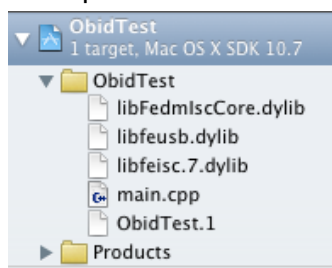 ObidTest
1 target, Mac OS X SDK 10.7
ObidTest
libFedmIscCore.dylib
libfeusb.dylib
libfeisc.7.dylib
main.cpp
ObidTest.1
Products